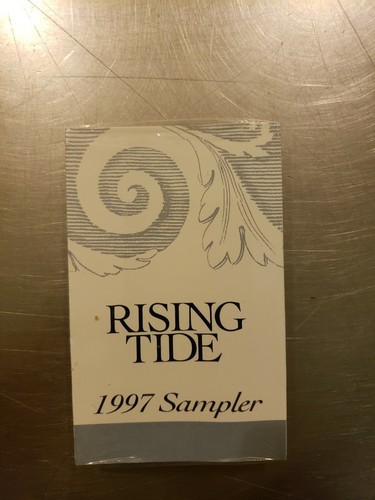 RISING
TIDE
1997 Sampler